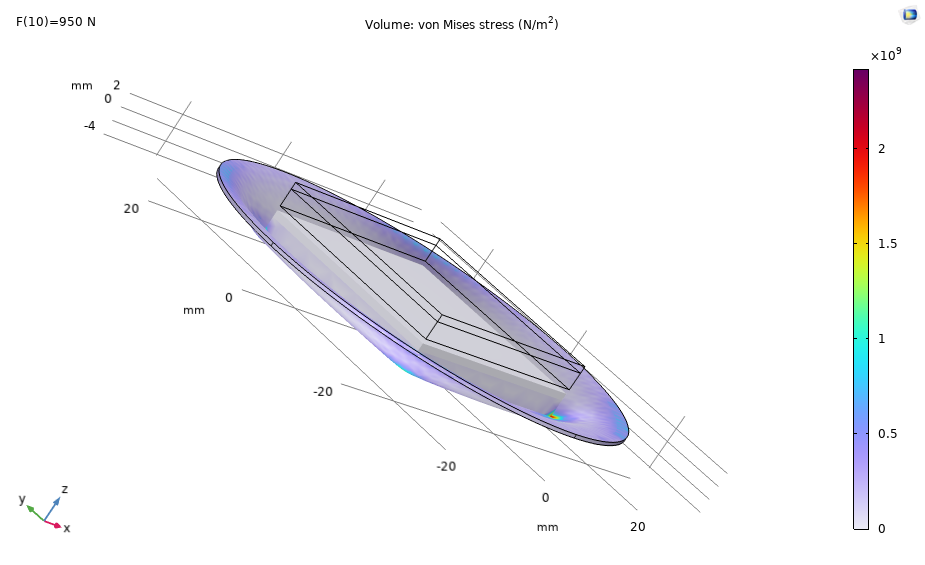 F(10)=950 N
Volume: von Mises stress (N/m²)
×10⁹
mm
2
0
-4
20
0
mm
-20
-20
0
mm
20
2
1.5
1
0.5
0
y
z
x